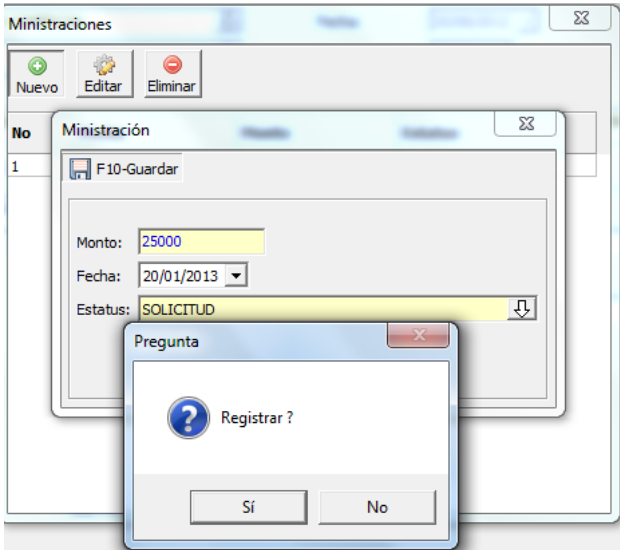 Ministraciones
Nuevo Editar Eliminar
No
1
Ministración
F10-Guardar
Monto: 25000
Fecha: 20/01/2013
Estatus: SOLICITUD
Pregunta
Registrar ?
Sí No